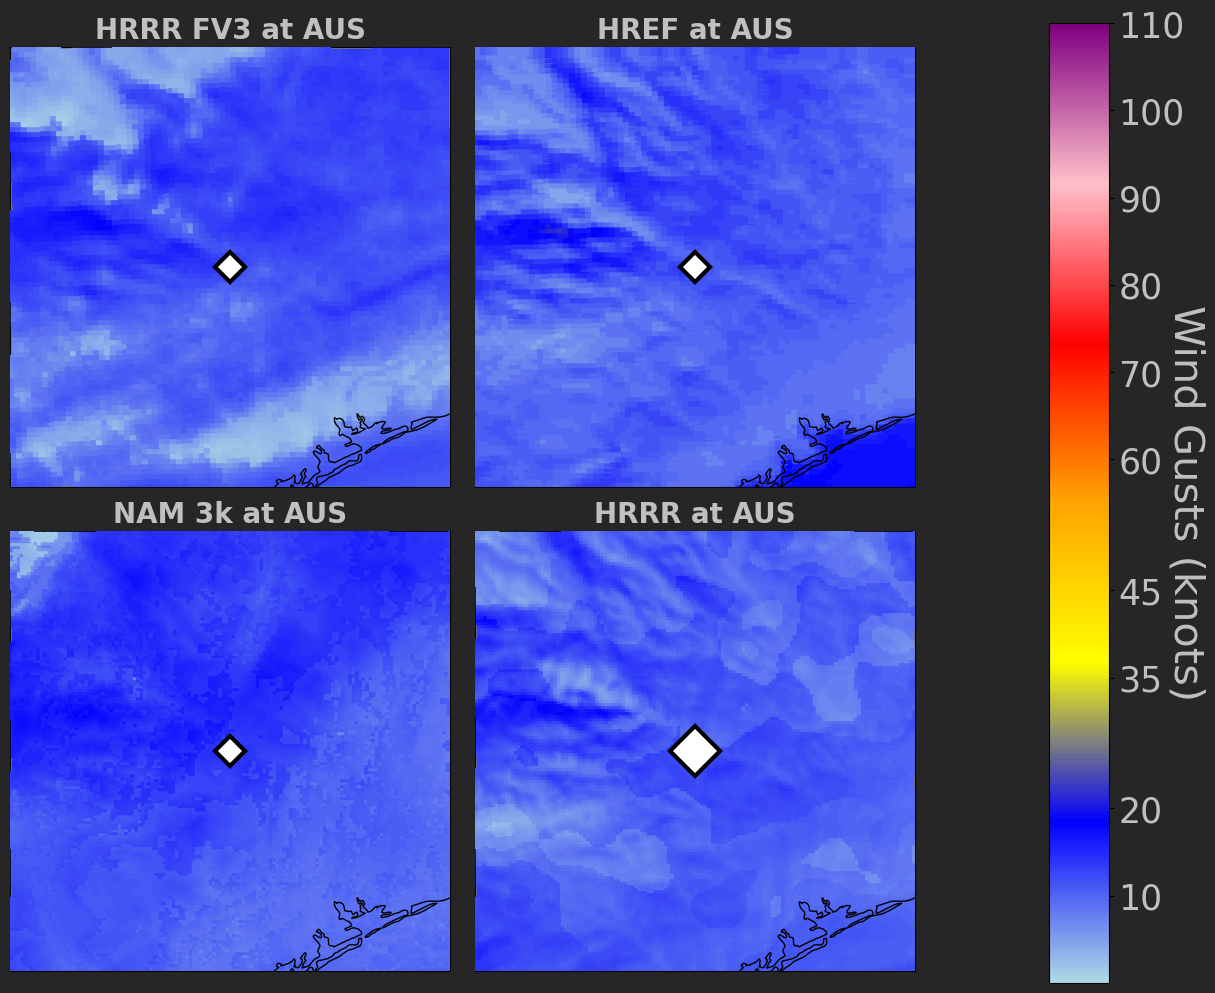 HRRR FV3 at AUS
HREF at AUS
NAM 3k at AUS
HRRR at AUS
110
100
90
80
70
60
45
35
20
10
Wind Gusts (knots)